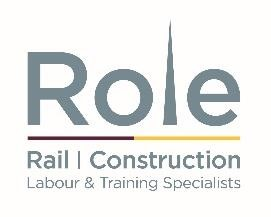 Role
Rail | Construction
Labour & Training Specialists